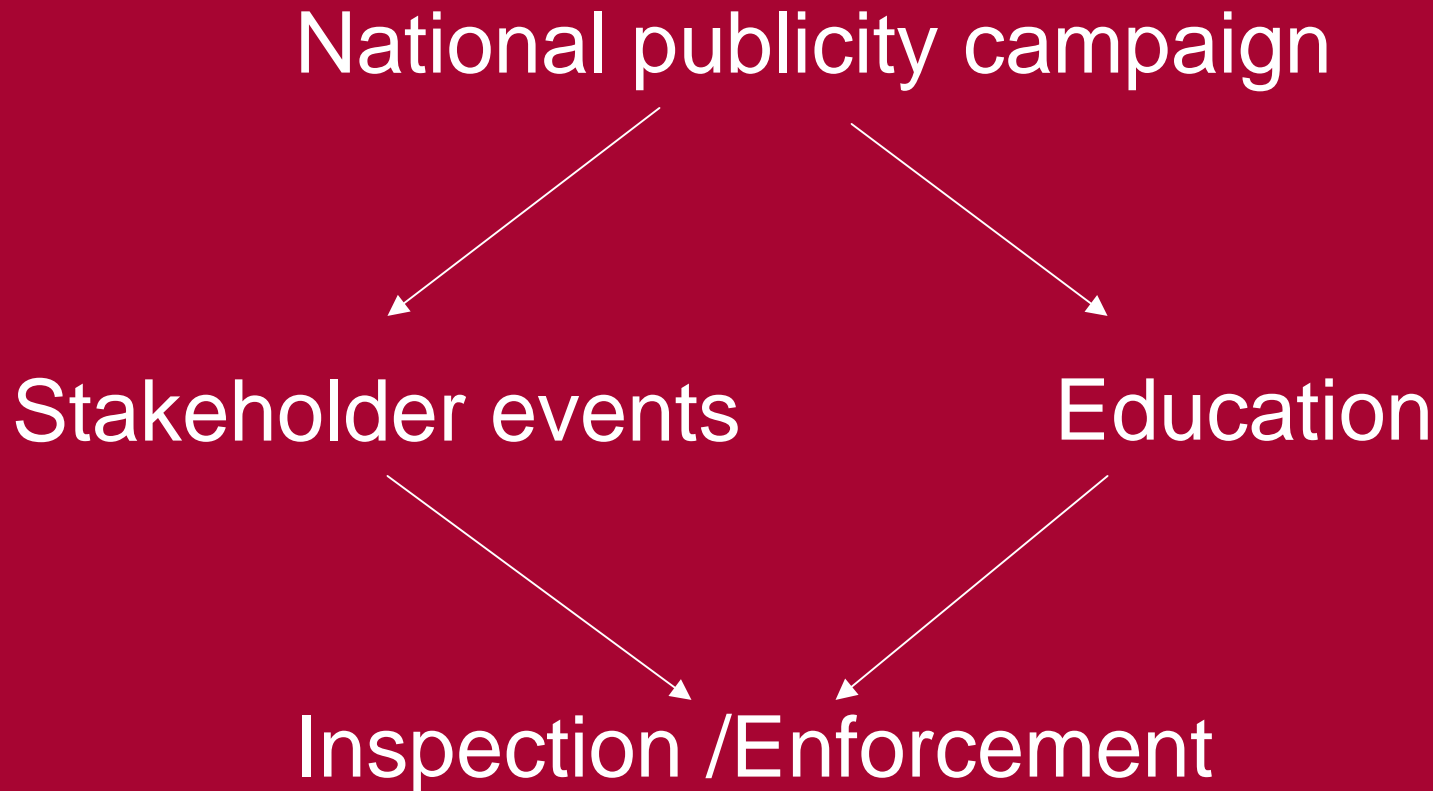 National publicity campaign
Stakeholder events
Education
Inspection /Enforcement